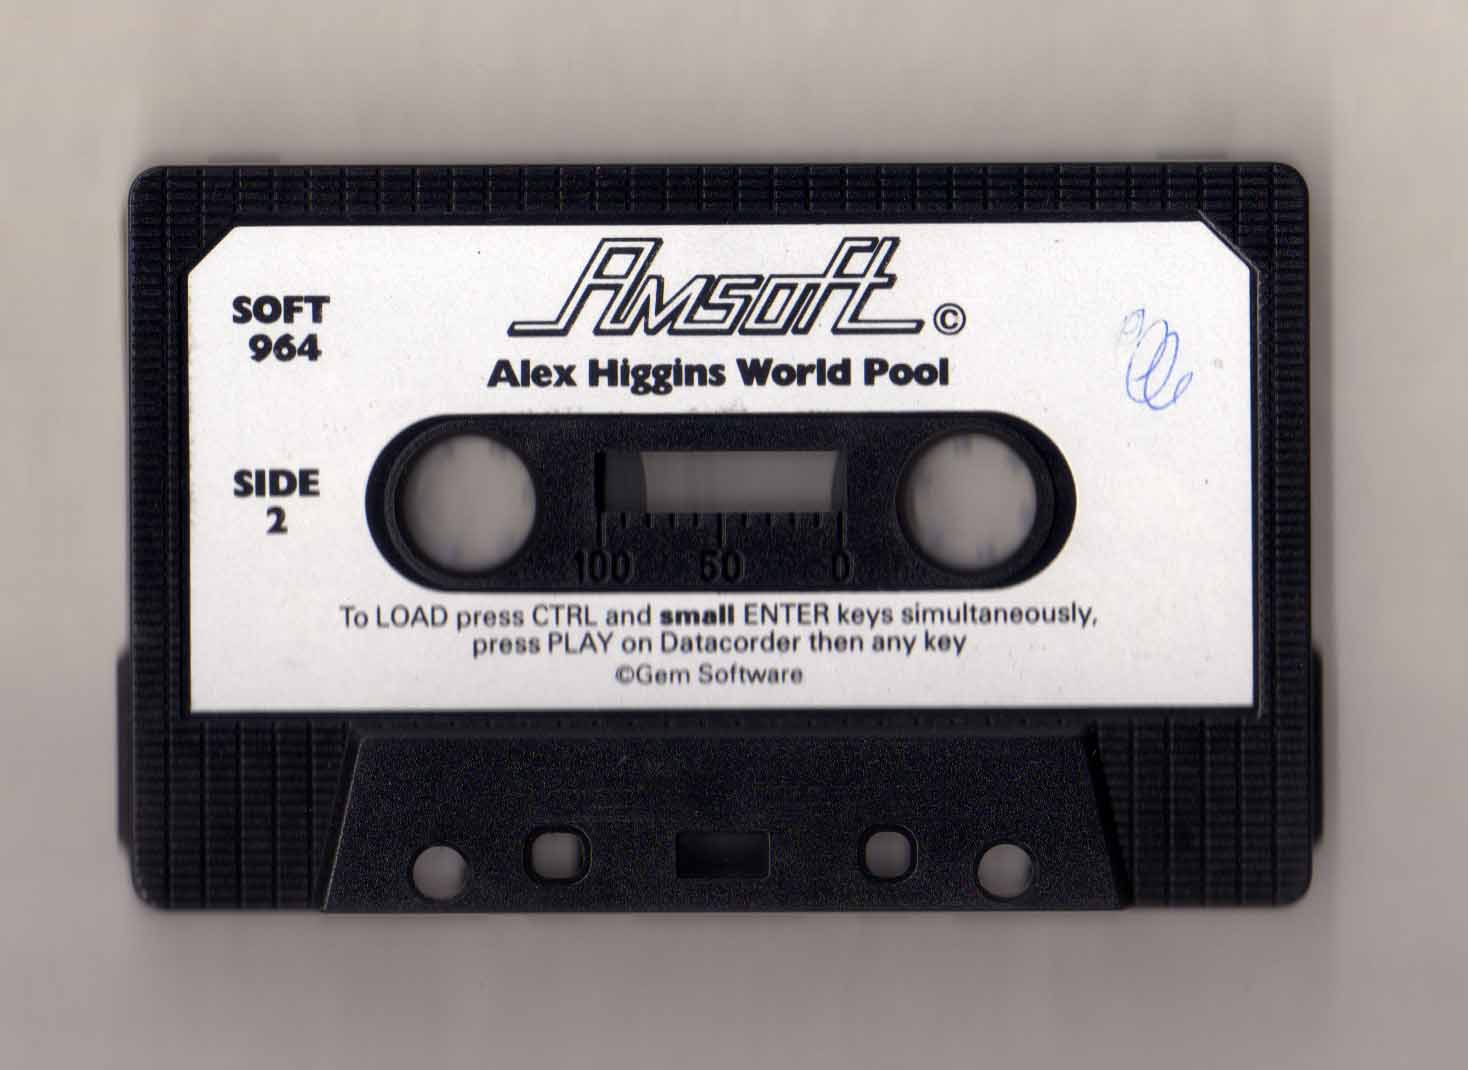 Amsoft ©
SOFT
964
Alex Higgins World Pool
SIDE
2
100 50 0
To LOAD press CTRL and small ENTER keys simultaneously,
press PLAY on Datacorder then any key
©Gem Software